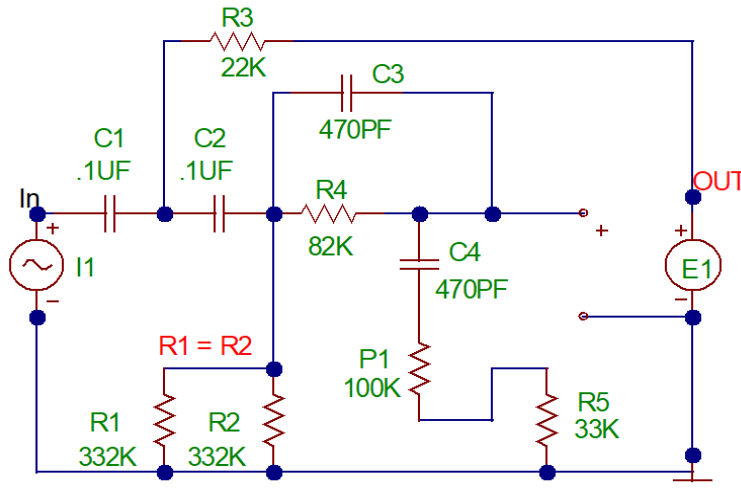 R3
22K
C3
470PF
C1
.1UF
C2
.1UF
R4
82K
In
OUT
+
I1
−
C4
470PF
+
+
E1
−
R1 = R2
P1
100K
R1
332K
R2
332K
R5
33K